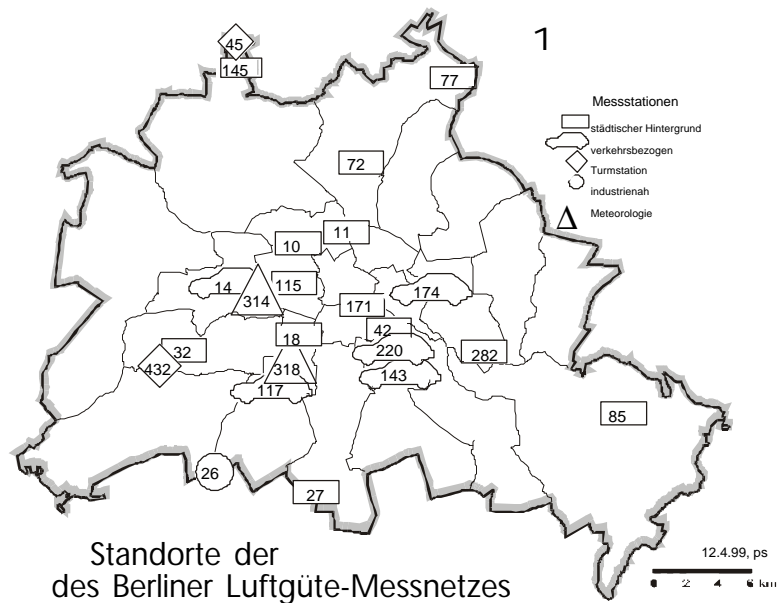 1
45
145
77
Messstationen
städtischer Hintergrund
verkehrsbezogen
Turmstation
industrienah
Meteorologie
72
11
10
14
115
174
314
171
42
18
220
32
282
432
318
143
117
85
26
27
Standorte der
des Berliner Luftgüte-Messnetzes
12.4.99, ps
0 2 4 6 km